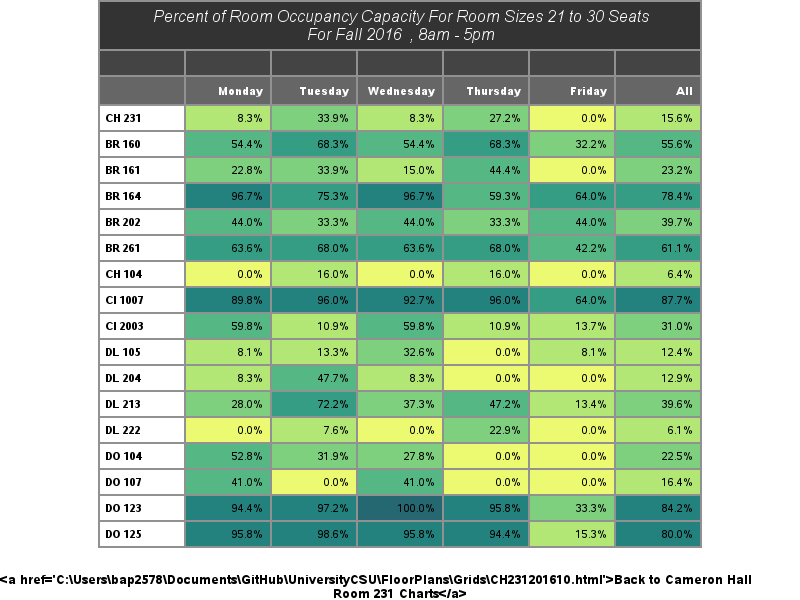 Percent of Room Occupancy Capacity For Room Sizes 21 to 30 Seats
For Fall 2016 , 8am - 5pm
Monday Tuesday Wednesday Thursday Friday All
CH 231 8.3% 33.9% 8.3% 27.2% 0.0% 15.6%
BR 160 54.4% 68.3% 54.4% 68.3% 32.2% 55.6%
BR 161 22.8% 33.9% 15.0% 44.4% 0.0% 23.2%
BR 164 96.7% 75.3% 96.7% 59.3% 64.0% 78.4%
BR 202 44.0% 33.3% 44.0% 33.3% 44.0% 39.7%
BR 261 63.6% 68.0% 63.6% 68.0% 42.2% 61.1%
CH 104 0.0% 16.0% 0.0% 16.0% 0.0% 6.4%
CI 1007 89.8% 96.0% 92.7% 96.0% 64.0% 87.7%
CI 2003 59.8% 10.9% 59.8% 10.9% 13.7% 31.0%
DL 105 8.1% 13.3% 32.6% 0.0% 8.1% 12.4%
DL 204 8.3% 47.7% 8.3% 0.0% 0.0% 12.9%
DL 213 28.0% 72.2% 37.3% 47.2% 13.4% 39.6%
DL 222 0.0% 7.6% 0.0% 22.9% 0.0% 6.1%
DO 104 52.8% 31.9% 27.8% 0.0% 0.0% 22.5%
DO 107 41.0% 0.0% 41.0% 0.0% 0.0% 16.4%
DO 123 94.4% 97.2% 100.0% 95.8% 33.3% 84.2%
DO 125 95.8% 98.6% 95.8% 94.4% 15.3% 80.0%
<a href='C:\Users\bap2578\Documents\GitHub\UniversityCSU\FloorPlans\Grids\CH231201610.html'>Back to Cameron Hall
Room 231 Charts</a>